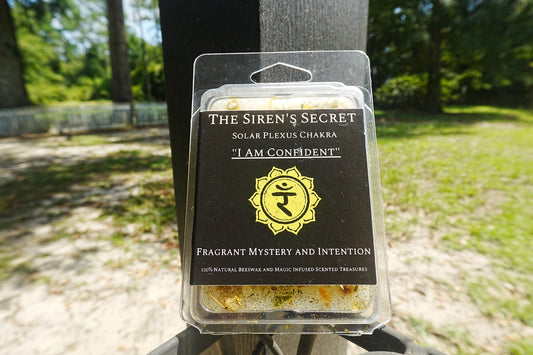 The Siren's Secret
Solar Plexus Chakra
"I Am Confident"
रं
Fragrant Mystery and Intention
100% Natural Beeswax and Magic Infused Scented Treasures